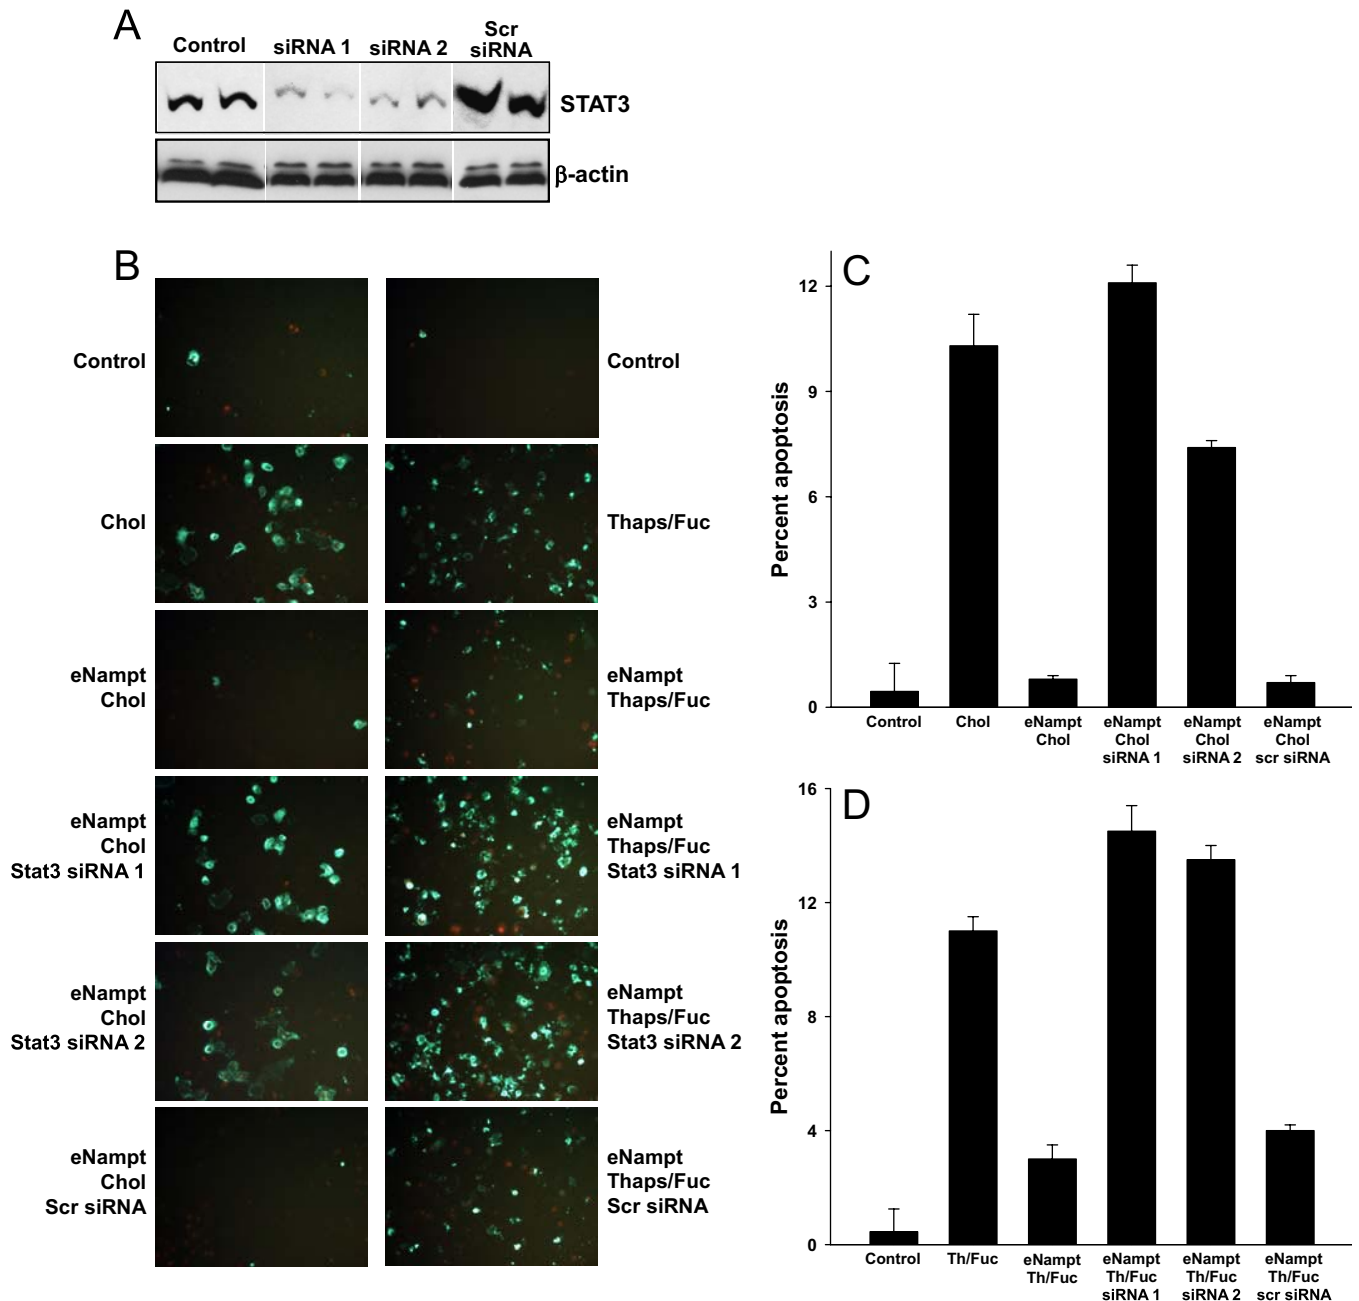 A
Control
siRNA 1
siRNA 2
Scr
siRNA
STAT3
β-actin
B
Control
Control
Chol
Thaps/Fuc
eNampt
Chol
eNampt
Thaps/Fuc
eNampt
Chol
Stat3 siRNA 1
eNampt
Thaps/Fuc
Stat3 siRNA 1
eNampt
Chol
Stat3 siRNA 2
eNampt
Thaps/Fuc
Stat3 siRNA 2
eNampt
Chol
Scr siRNA
eNampt
Thaps/Fuc
Scr siRNA
C
Percent apoptosis
12
9
6
3
0
Control
Chol
eNampt
Chol
eNampt
Chol
siRNA 1
eNampt
Chol
siRNA 2
eNampt
Chol
scr siRNA
D
Percent apoptosis
16
12
8
4
0
Control
Th/Fuc
eNampt
Th/Fuc
eNampt
Th/Fuc
siRNA 1
eNampt
Th/Fuc
siRNA 2
eNampt
Th/Fuc
scr siRNA